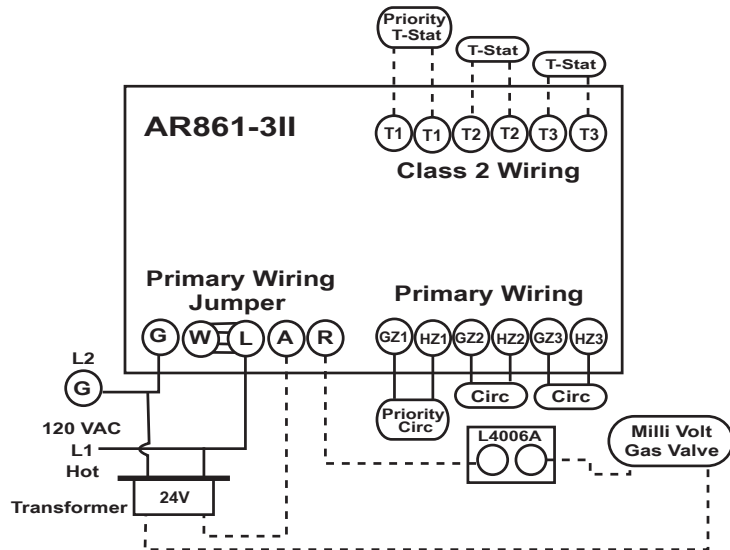 Priority
T-Stat
T-Stat
T-Stat
AR861-3II
T1 T1 T2 T2 T3 T3
Class 2 Wiring
Primary Wiring
Jumper
Primary Wiring
G W L A R
GZ1 HZ1 GZ2 HZ2 GZ3 HZ3
L2
G
Priority
Circ
Circ
Circ
120 VAC
L1
Hot
L4006A
Milli Volt
Gas Valve
Transformer
24V